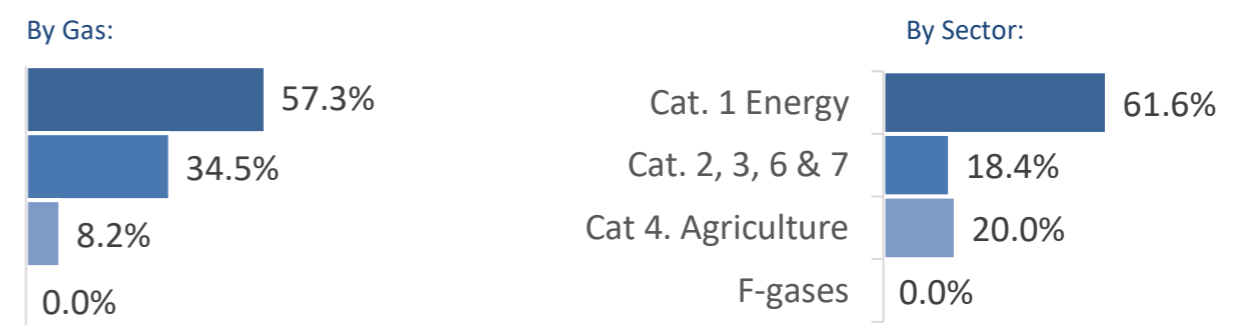 By Gas:
57.3%
34.5%
8.2%
0.0%
By Sector:
Cat. 1 Energy 61.6%
Cat. 2, 3, 6 & 7 18.4%
Cat 4. Agriculture 20.0%
F-gases 0.0%